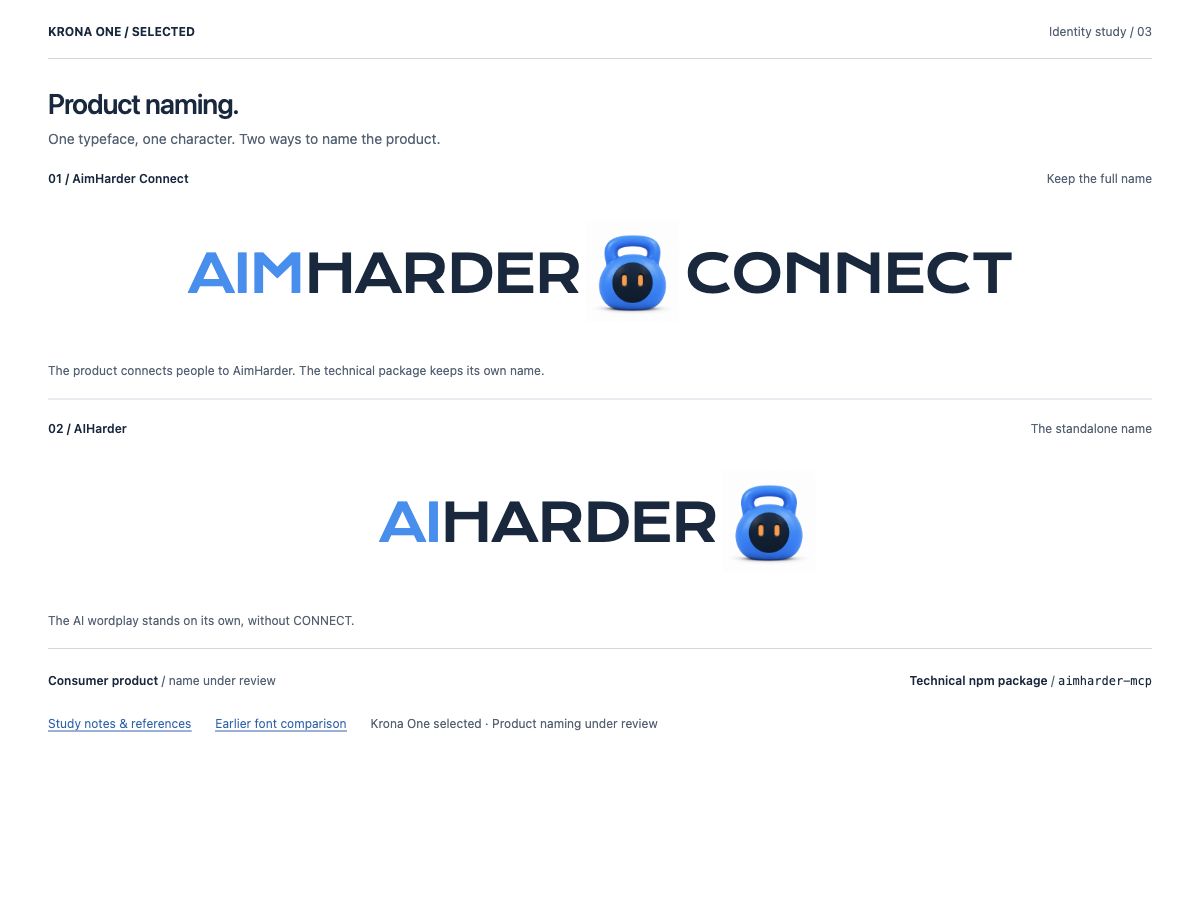 KRONA ONE / SELECTED
Identity study / 03
Product naming.
One typeface, one character. Two ways to name the product.
01 / AimHarder Connect
Keep the full name
AIMHARDER CONNECT
The product connects people to AimHarder. The technical package keeps its own name.
02 / AIHarder
The standalone name
AIHARDER
The AI wordplay stands on its own, without CONNECT.
Consumer product / name under review
Technical npm package / aimharder-mcp
Study notes & references
Earlier font comparison
Krona One selected · Product naming under review